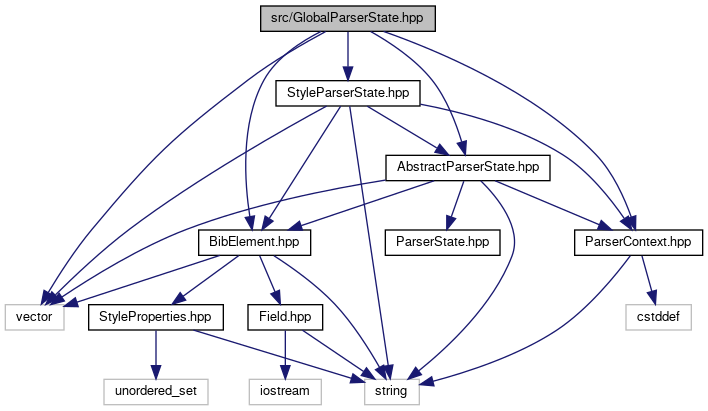 src/GlobalParserState.hpp
StyleParserState.hpp
AbstractParserState.hpp
BibElement.hpp
ParserState.hpp
ParserContext.hpp
vector
StyleProperties.hpp
Field.hpp
cstddef
unordered_set
iostream
string